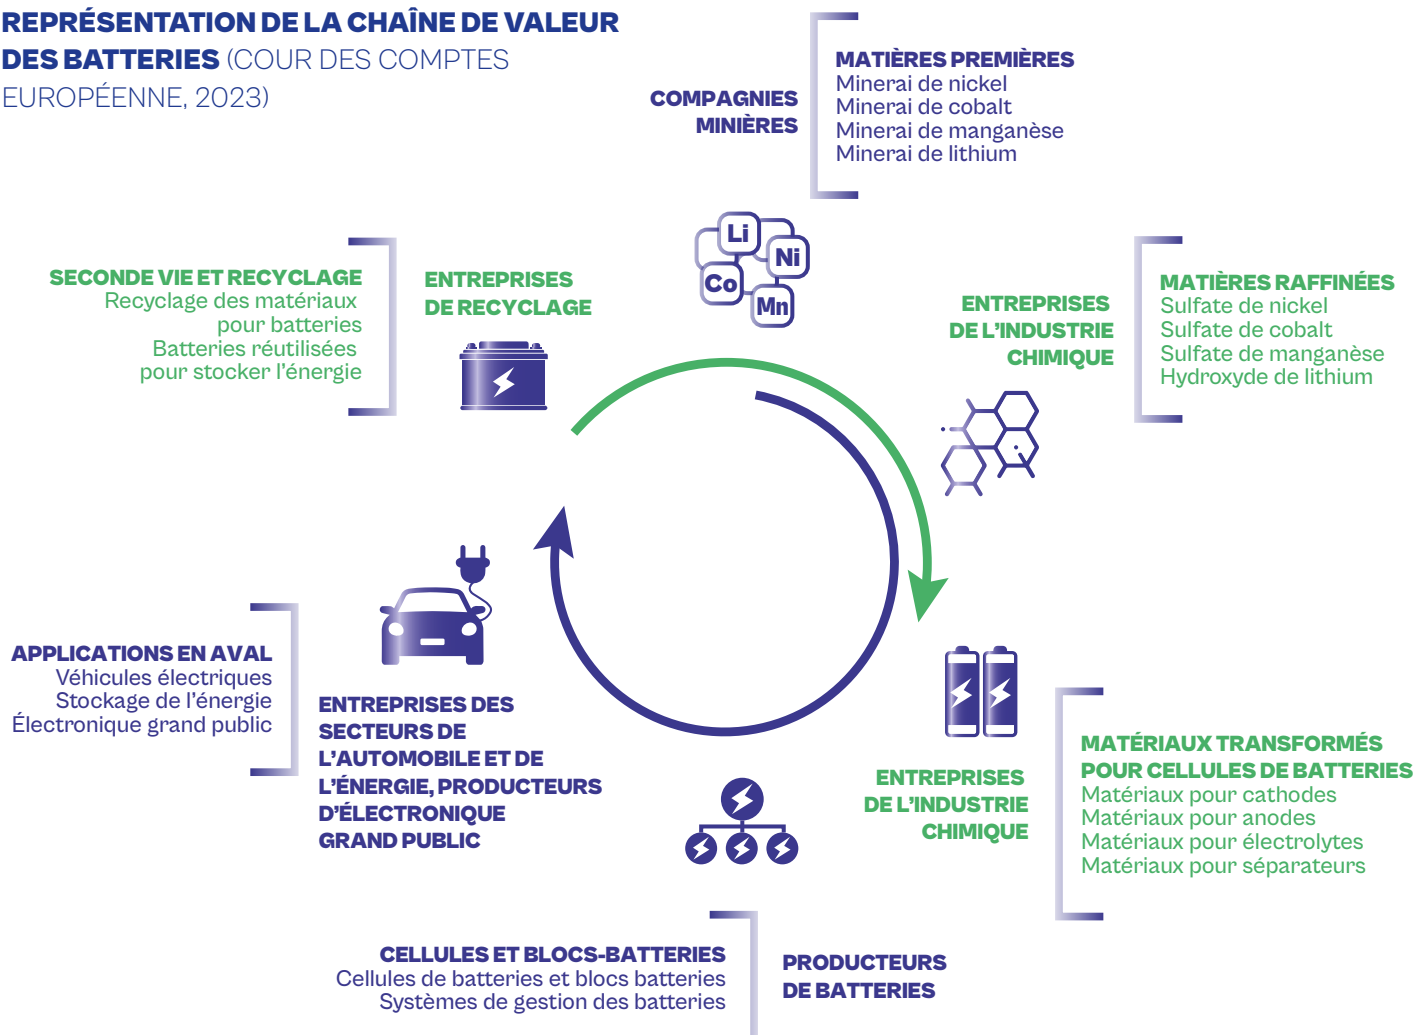 REPRÉSENTATION DE LA CHAÎNE DE VALEUR
DES BATTERIES (COUR DES COMPTES
EUROPÉENNE, 2023)
COMPAGNIES
MINIÈRES
MATIÈRES PREMIÈRES
Minerai de nickel
Minerai de cobalt
Minerai de manganèse
Minerai de lithium
Li
Ni
Co
Mn
ENTREPRISES
DE L'INDUSTRIE
CHIMIQUE
MATIÈRES RAFFINÉES
Sulfate de nickel
Sulfate de cobalt
Sulfate de manganèse
Hydroxyde de lithium
ENTREPRISES
DE L'INDUSTRIE
CHIMIQUE
MATÉRIAUX TRANSFORMÉS
POUR CELLULES DE BATTERIES
Matériaux pour cathodes
Matériaux pour anodes
Matériaux pour électrolytes
Matériaux pour séparateurs
CELLULES ET BLOCS-BATTERIES
Cellules de batteries et blocs batteries
Systèmes de gestion des batteries
PRODUCTEURS
DE BATTERIES
APPLICATIONS EN AVAL
Véhicules électriques
Stockage de l'énergie
Électronique grand public
ENTREPRISES DES
SECTEURS DE
L'AUTOMOBILE ET DE
L'ÉNERGIE, PRODUCTEURS
D'ÉLECTRONIQUE
GRAND PUBLIC
SECONDE VIE ET RECYCLAGE
Recyclage des matériaux
pour batteries
Batteries réutilisées
pour stocker l'énergie
ENTREPRISES
DE RECYCLAGE